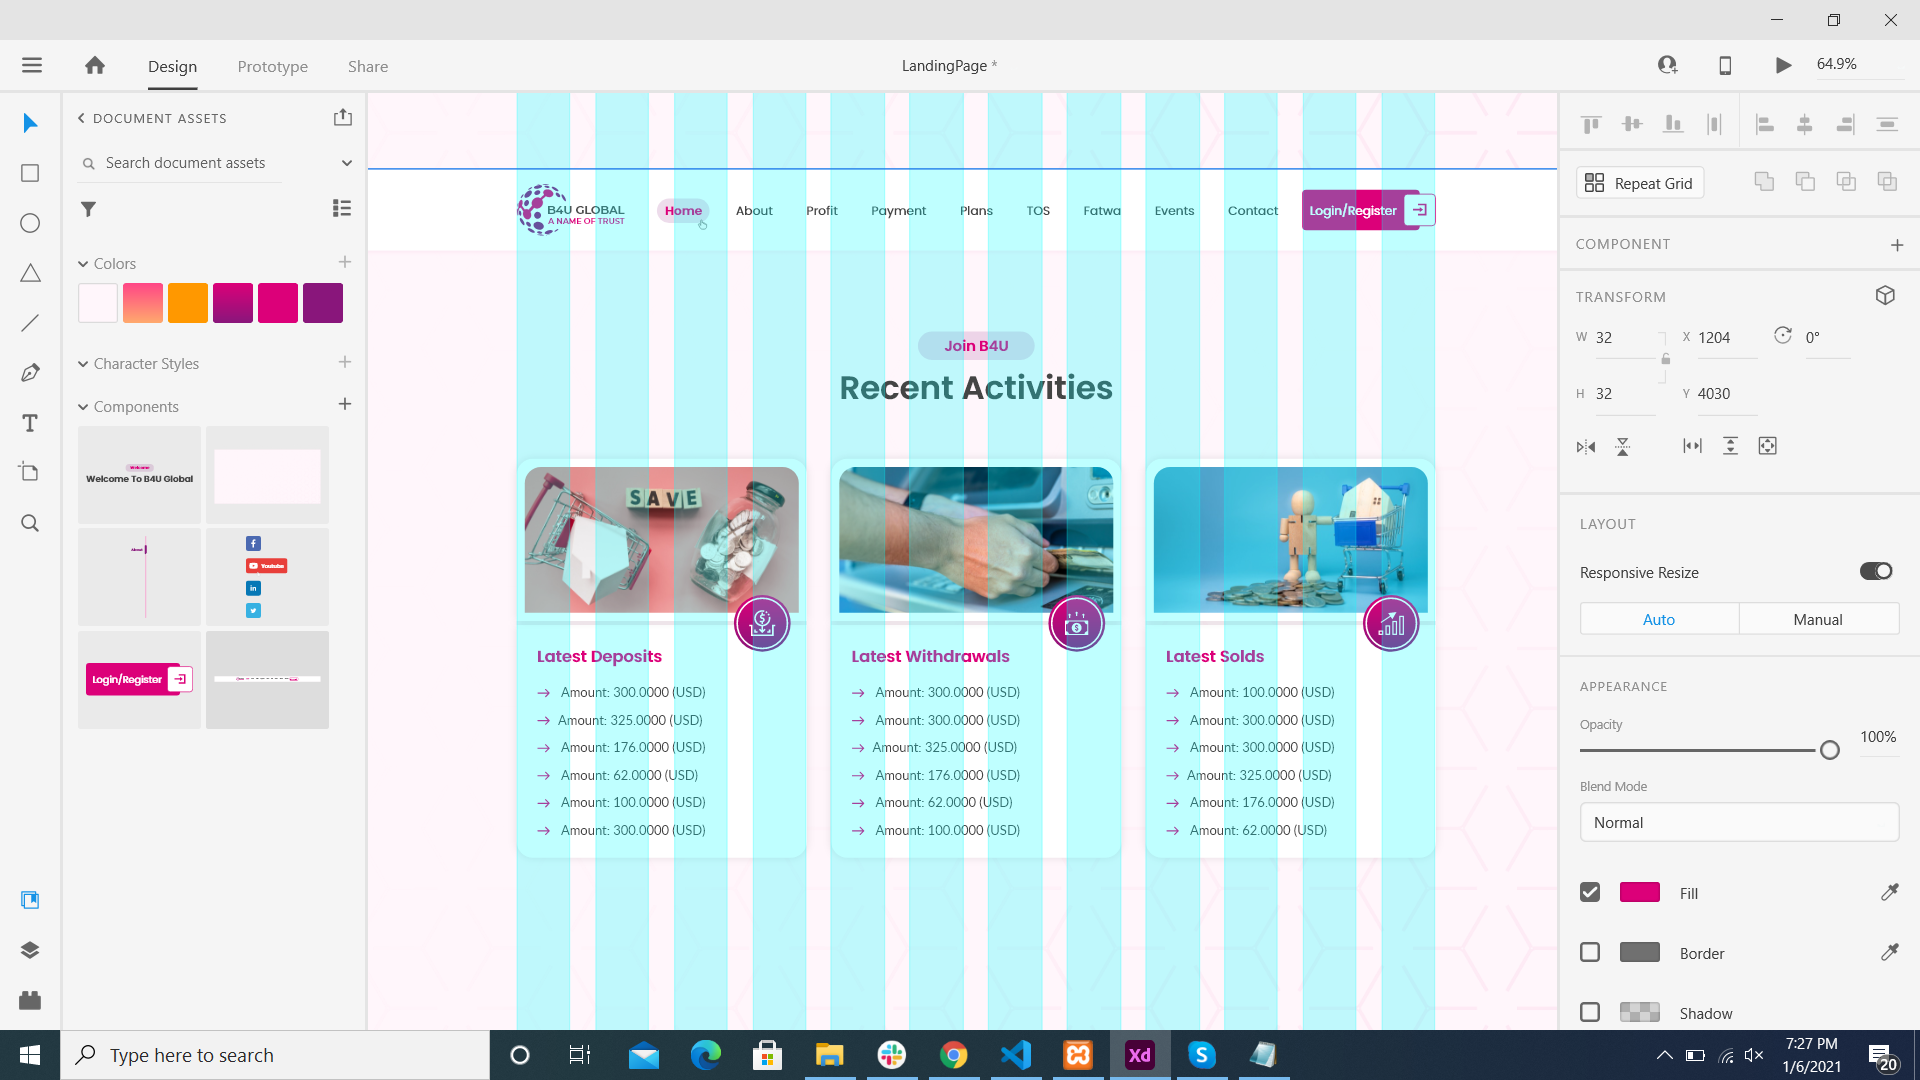 Design Prototype Share
LandingPage *
64.9%
DOCUMENT ASSETS
Search document assets
Colors
Character Styles
Components
Welcome
Welcome To B4U Global
About
Youtube
Login/Register
B4U GLOBAL
A NAME OF TRUST
Home About Profit Payment Plans TOS Fatwa Events Contact Login/Register
Join B4U
Recent Activities
SAVE
Latest Deposits
Amount: 300.0000 (USD)
Amount: 325.0000 (USD)
Amount: 176.0000 (USD)
Amount: 62.0000 (USD)
Amount: 100.0000 (USD)
Amount: 300.0000 (USD)
Latest Withdrawals
Amount: 300.0000 (USD)
Amount: 300.0000 (USD)
Amount: 325.0000 (USD)
Amount: 176.0000 (USD)
Amount: 62.0000 (USD)
Amount: 100.0000 (USD)
Latest Solds
Amount: 100.0000 (USD)
Amount: 300.0000 (USD)
Amount: 300.0000 (USD)
Amount: 325.0000 (USD)
Amount: 176.0000 (USD)
Amount: 62.0000 (USD)
Repeat Grid
COMPONENT
TRANSFORM
W 32 X 1204 0°
H 32 Y 4030
LAYOUT
Responsive Resize
Auto Manual
APPEARANCE
Opacity
100%
Blend Mode
Normal
Fill
Border
Shadow
Type here to search
Xd
7:27 PM
1/6/2021
20